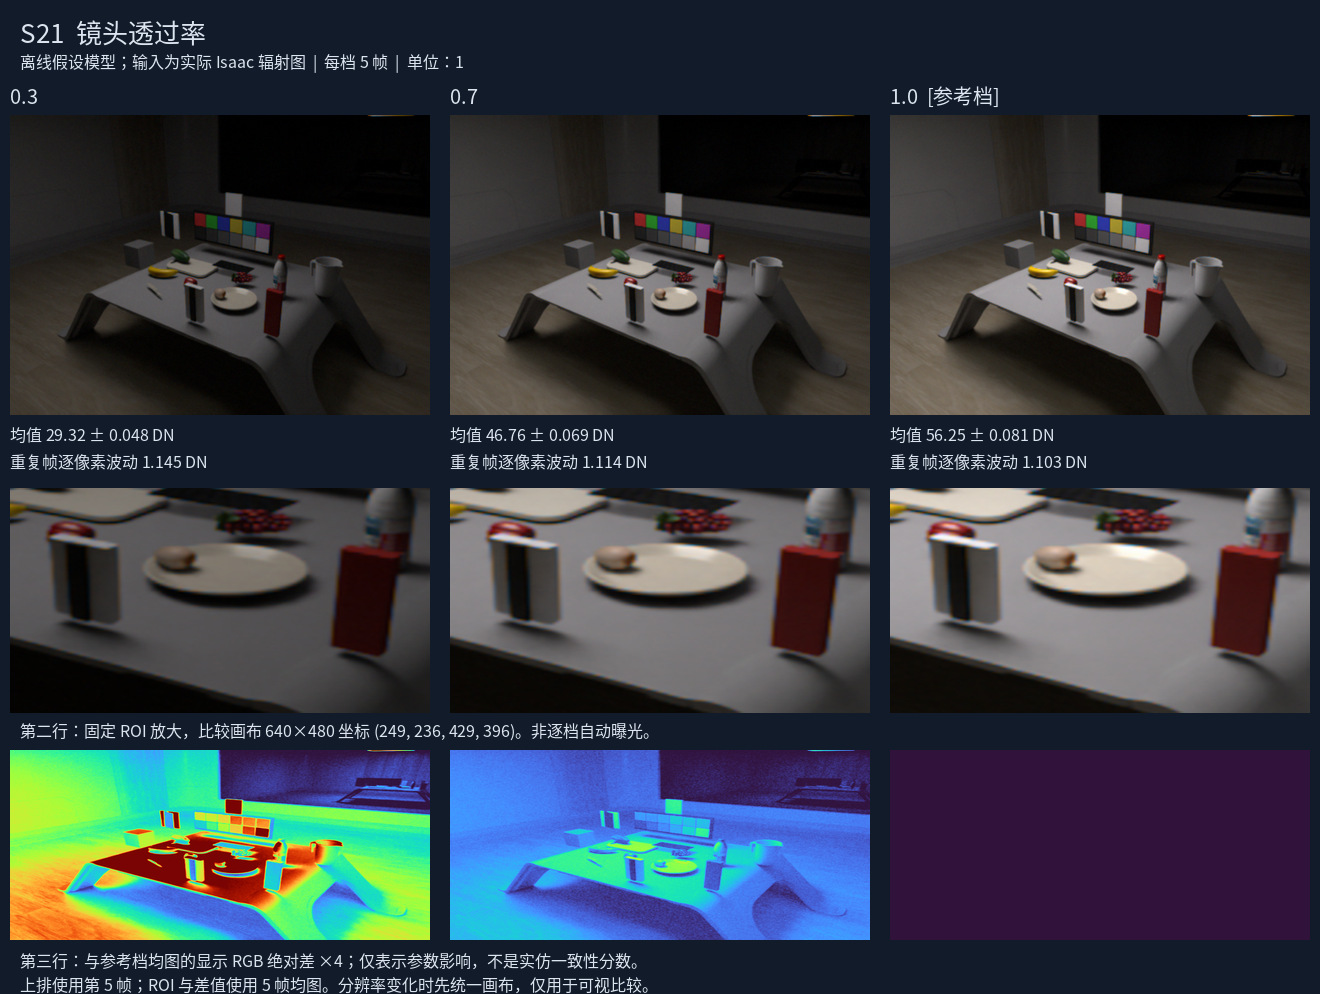 S21 镜头透过率
离线假设模型；输入为实际 Isaac 辐射图 | 每档 5 帧 | 单位：1
0.3
0.7
1.0 [参考档]
均值 29.32 ± 0.048 DN
重复帧逐像素波动 1.145 DN
均值 46.76 ± 0.069 DN
重复帧逐像素波动 1.114 DN
均值 56.25 ± 0.081 DN
重复帧逐像素波动 1.103 DN
第二行：固定 ROI 放大，比较画布 640×480 坐标 (249, 236, 429, 396)。非逐档自动曝光。
第三行：与参考档均图的显示 RGB 绝对差 ×4；仅表示参数影响，不是实仿一致性分数。
上排使用第 5 帧；ROI 与差值使用 5 帧均图。分辨率变化时先统一画布，仅用于可视比较。